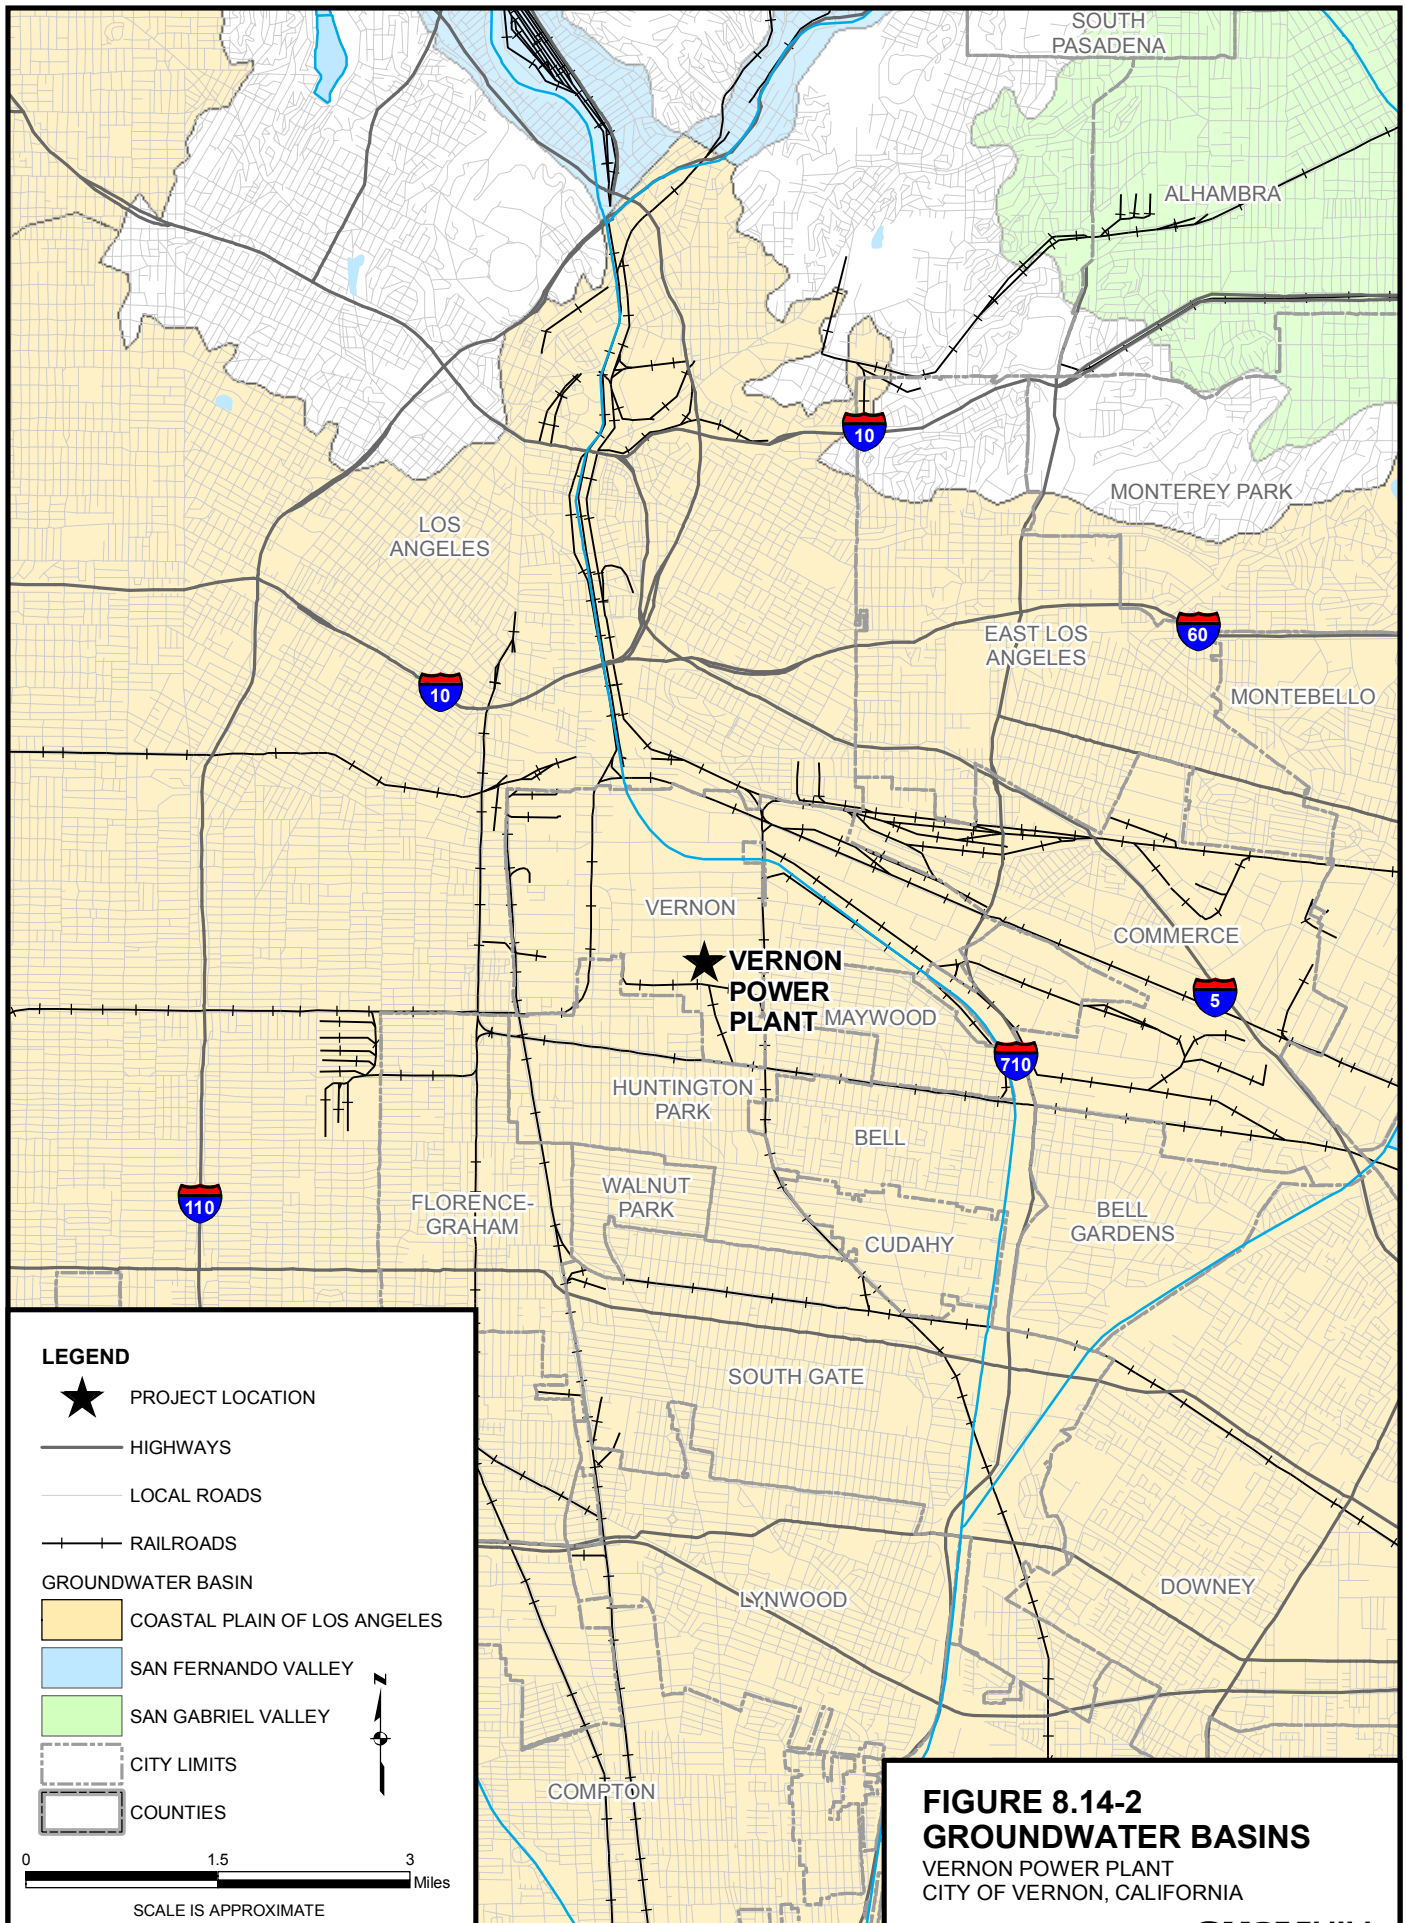 SOUTH
PASADENA
ALHAMBRA
10
MONTEREY PARK
LOS
ANGELES
EAST LOS
ANGELES
60
10
MONTEBELLO
VERNON
COMMERCE
VERNON
POWER
PLANT
MAYWOOD
5
710
HUNTINGTON
PARK
BELL
110
FLORENCE-
GRAHAM
WALNUT
PARK
BELL
GARDENS
CUDAHY
SOUTH GATE
LYNWOOD
DOWNEY
COMPTON
LEGEND
PROJECT LOCATION
HIGHWAYS
LOCAL ROADS
RAILROADS
GROUNDWATER BASIN
COASTAL PLAIN OF LOS ANGELES
SAN FERNANDO VALLEY
SAN GABRIEL VALLEY
CITY LIMITS
COUNTIES
N
0 1.5 3
Miles
SCALE IS APPROXIMATE
FIGURE 8.14-2
GROUNDWATER BASINS
VERNON POWER PLANT
CITY OF VERNON, CALIFORNIA